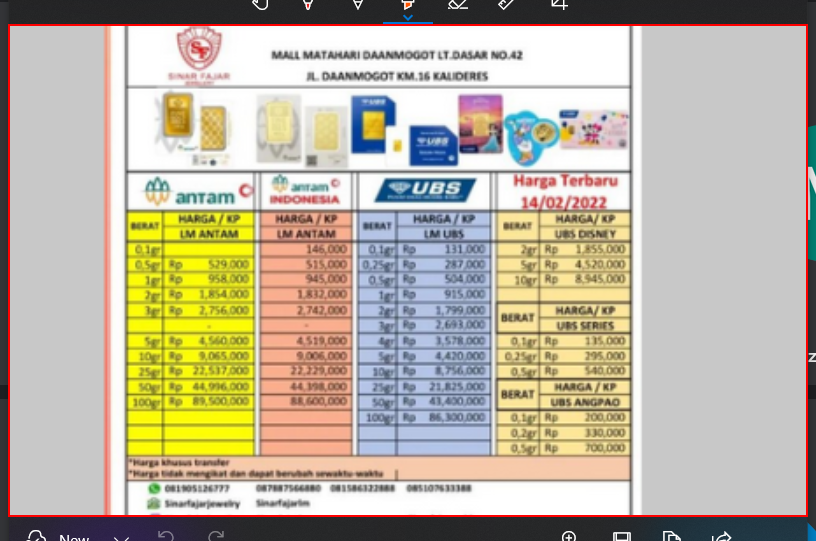 SF
SINAR FAJAR
MALL MATAHARI DAANMOGOT LT.DASAR NO.42
JL. DAANMOGOT KM.16 KALIDERES
UBS
UBS
antam
antam
INDONESIA
UBS
Harga Terbaru
14/02/2022
BERAT HARGA / KP
LM ANTAM
HARGA / KP
LM ANTAM
BERAT HARGA / KP
LM UBS
BERAT HARGA/ KP
UBS DISNEY
0,1gr 146,000 0,1gr Rp 131,000 2gr Rp 1,855,000
0,5gr Rp 529,000 515,000 0,25gr Rp 287,000 5gr Rp 4,520,000
1gr Rp 958,000 945,000 0,5gr Rp 504,000 10gr Rp 8,945,000
2gr Rp 1,854,000 1,832,000 1gr Rp 915,000
3gr Rp 2,756,000 2,742,000 2gr Rp 1,799,000 BERAT HARGA/KP
- - 3gr Rp 2,693,000 UBS SERIES
5gr Rp 4,560,000 4,519,000 4gr Rp 3,578,000 0,1gr Rp 135,000
10gr Rp 9,065,000 9,006,000 5gr Rp 4,420,000 0,25gr Rp 295,000
25gr Rp 22,537,000 22,229,000 10gr Rp 8,756,000 0,5gr Rp 540,000
50gr Rp 44,996,000 44,398,000 25gr Rp 21,825,000 BERAT HARGA / KP
100gr Rp 89,500,000 88,600,000 50gr Rp 43,400,000 UBS ANGPAO
100gr Rp 86,300,000 0,1gr Rp 200,000
0,2gr Rp 330,000
0,5gr Rp 700,000
*Harga khusus transfer
*Harga tidak mengikat dan dapat berubah sewaktu-waktu
081905126777 087887566880 081586322888 085107633388
Sinarfajarjewelry Sinarfajarlm
New